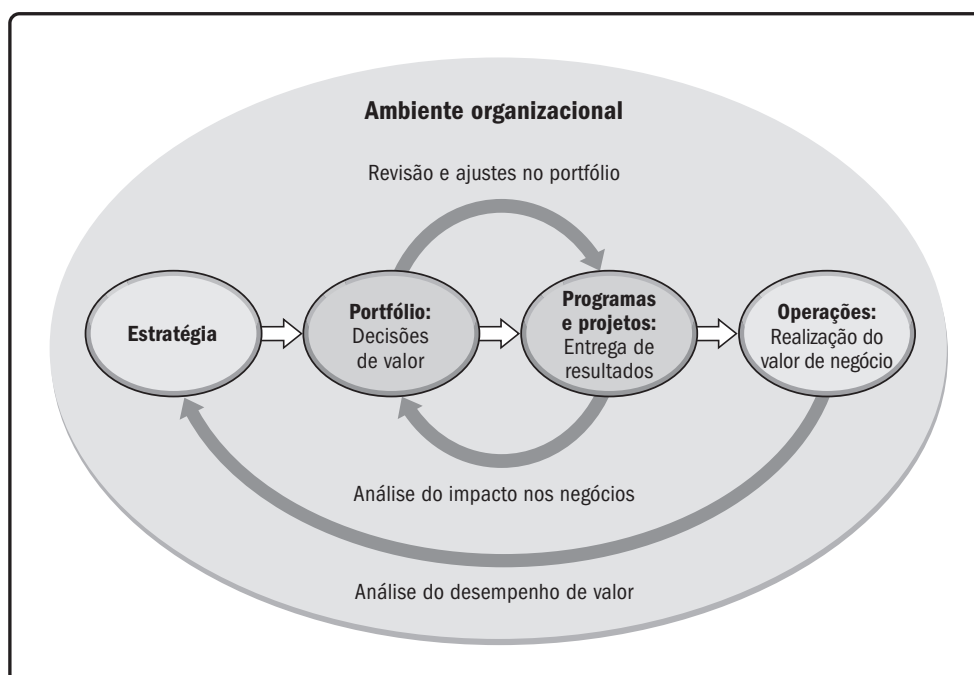 Ambiente organizacional
Revisão e ajustes no portfólio
Estratégia
Portfólio:
Decisões
de valor
Programas
e projetos:
Entrega de
resultados
Operações:
Realização do
valor de negócio
Análise do impacto nos negócios
Análise do desempenho de valor